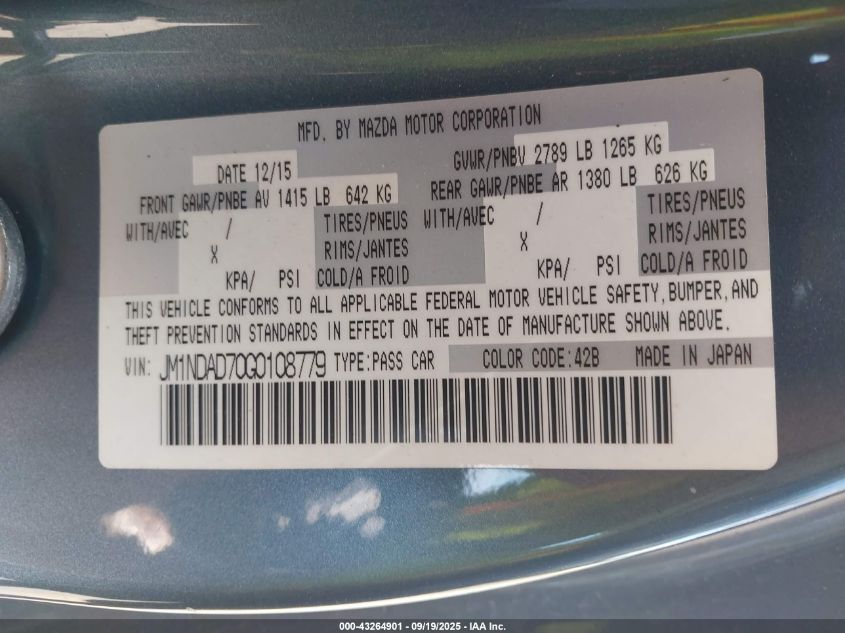 MFD. BY MAZDA MOTOR CORPORATION
DATE 12/15 GVWR/PNBV 2789 LB 1265 KG
FRONT GAWR/PNBE AV 1415 LB 642 KG REAR GAWR/PNBE AR 1380 LB 626 KG
WITH/AVEC / TIRES/PNEUS WITH/AVEC / TIRES/PNEUS
X RIMS/JANTES X RIMS/JANTES
KPA/ PSI COLD/A FROID KPA/ PSI COLD/A FROID
THIS VEHICLE CONFORMS TO ALL APPLICABLE FEDERAL MOTOR VEHICLE SAFETY, BUMPER, AND
THEFT PREVENTION STANDARDS IN EFFECT ON THE DATE OF MANUFACTURE SHOWN ABOVE.
VIN: JM1NDAD70G0108779 TYPE:PASS CAR COLOR CODE:42B MADE IN JAPAN
000-43264901 - 09/19/2025 - IAA Inc.